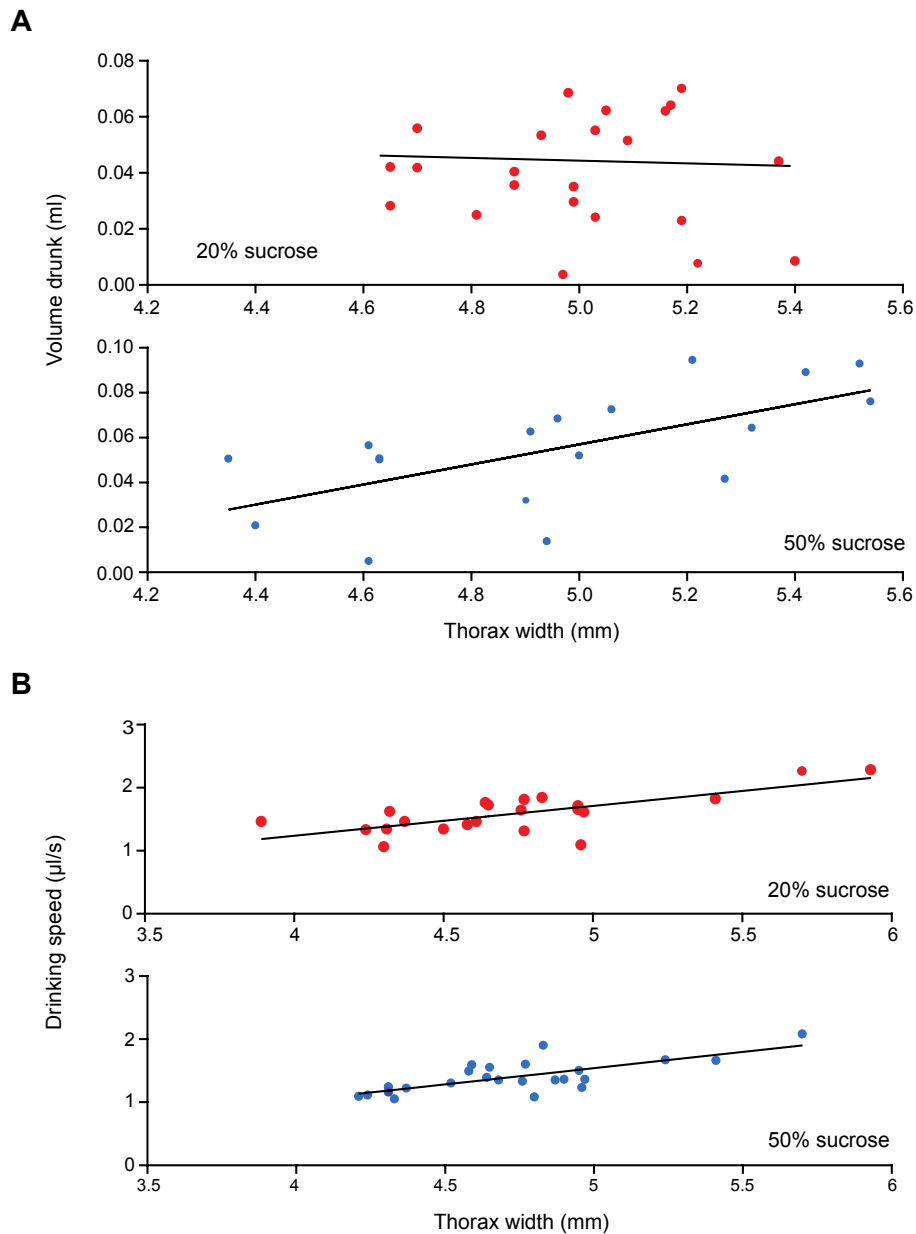 A
Volume drunk (ml)
0.08
0.06
0.04
0.02
0.00
20% sucrose
4.2 4.4 4.6 4.8 5.0 5.2 5.4 5.6
0.10
0.08
0.06
0.04
0.02
0.00
50% sucrose
4.2 4.4 4.6 4.8 5.0 5.2 5.4 5.6
Thorax width (mm)
B
Drinking speed (µl/s)
3
2
1
0
20% sucrose
3.5 4 4.5 5 5.5 6
3
2
1
0
50% sucrose
3.5 4 4.5 5 5.5 6
Thorax width (mm)